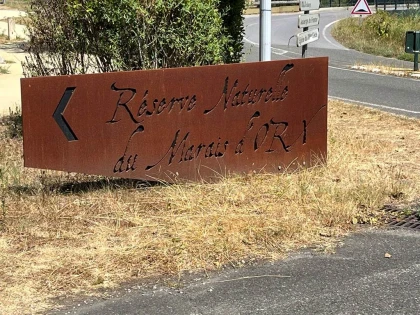 Réserve Naturelle
du Marais d'ORX